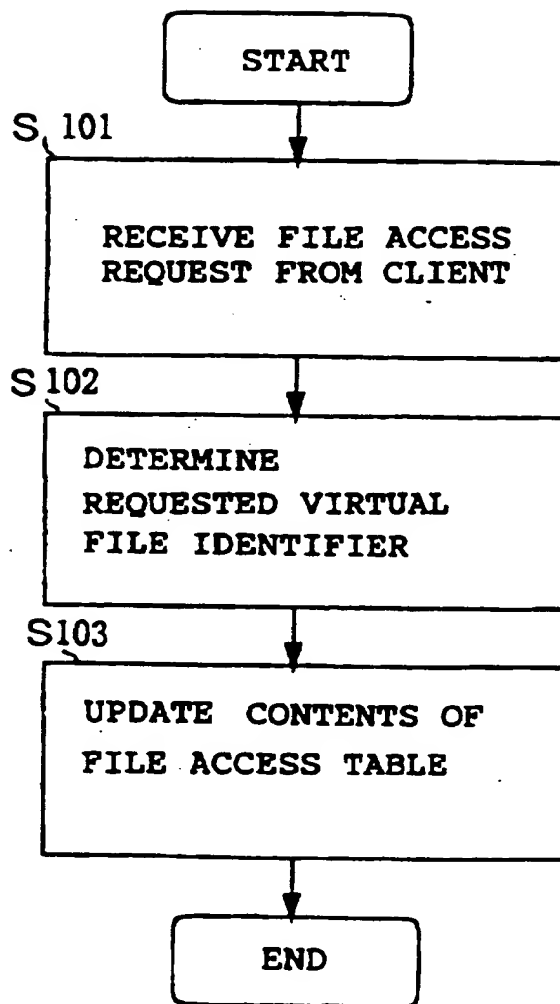 START
S 101
RECEIVE FILE ACCESS
REQUEST FROM CLIENT
S 102
DETERMINE
REQUESTED VIRTUAL
FILE IDENTIFIER
S 103
UPDATE CONTENTS OF
FILE ACCESS TABLE
END